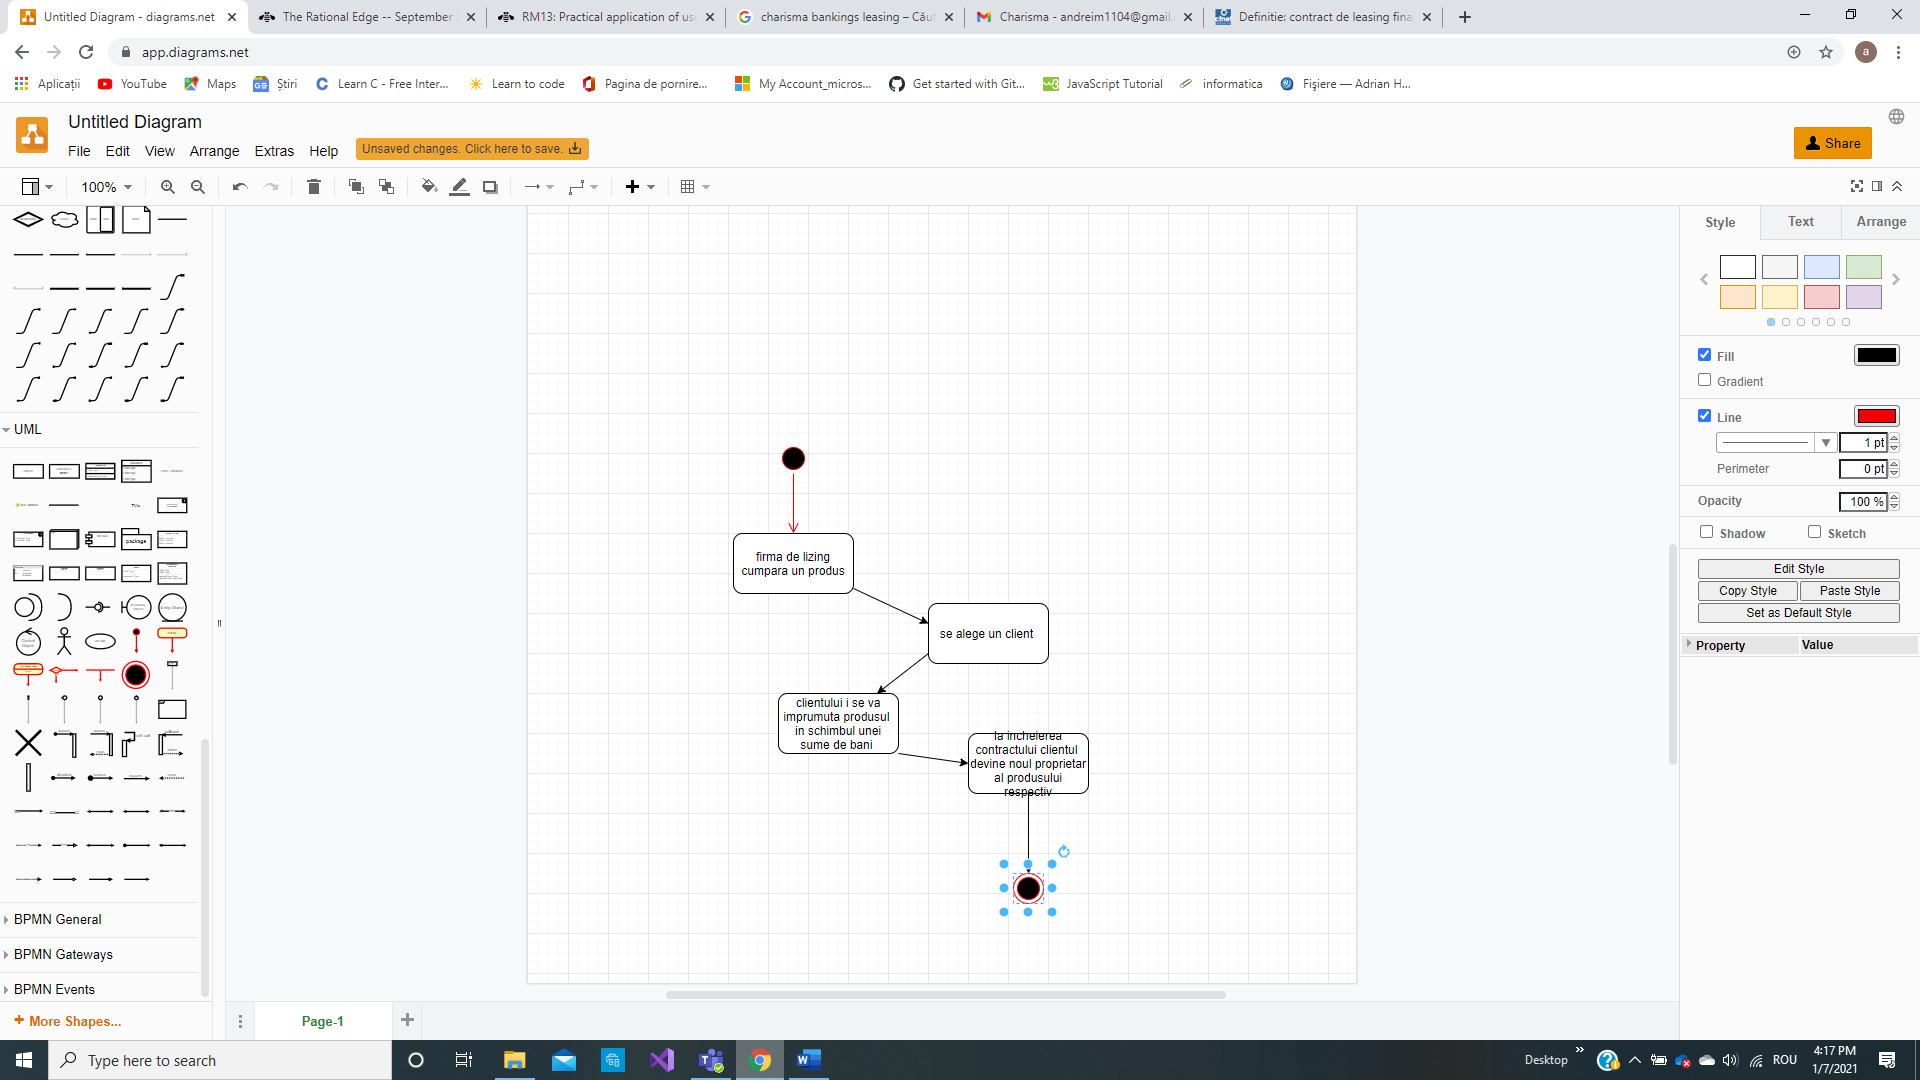 Untitled Diagram - diagrams.net
The Rational Edge -- September
RM13: Practical application of us
charisma bankings leasing – Cău
Charisma - andreim1104@gmail.
Definitie: contract de leasing fina
app.diagrams.net
a
Aplicații
YouTube
Maps
Știri
Learn C - Free Inter...
Learn to code
Pagina de pornire...
My Account_micros...
Get started with Git...
JavaScript Tutorial
informatica
Fișiere — Adrian H...
Untitled Diagram
File
Edit
View
Arrange
Extras
Help
Unsaved changes. Click here to save.
Share
100%
Style
Text
Arrange
Fill
Gradient
Line
1 pt
Perimeter
0 pt
Opacity
100 %
Shadow
Sketch
Edit Style
Copy Style
Paste Style
Set as Default Style
Property
Value
UML
package
BPMN General
BPMN Gateways
BPMN Events
More Shapes...
firma de lizing
cumpara un produs
se alege un client
clientului i se va
imprumuta produsul
in schimbul unei
sume de bani
la incheierea
contractului clientul
devine noul proprietar
al produsului
respectiv
Page-1
Type here to search
Desktop
ROU
4:17 PM
1/7/2021